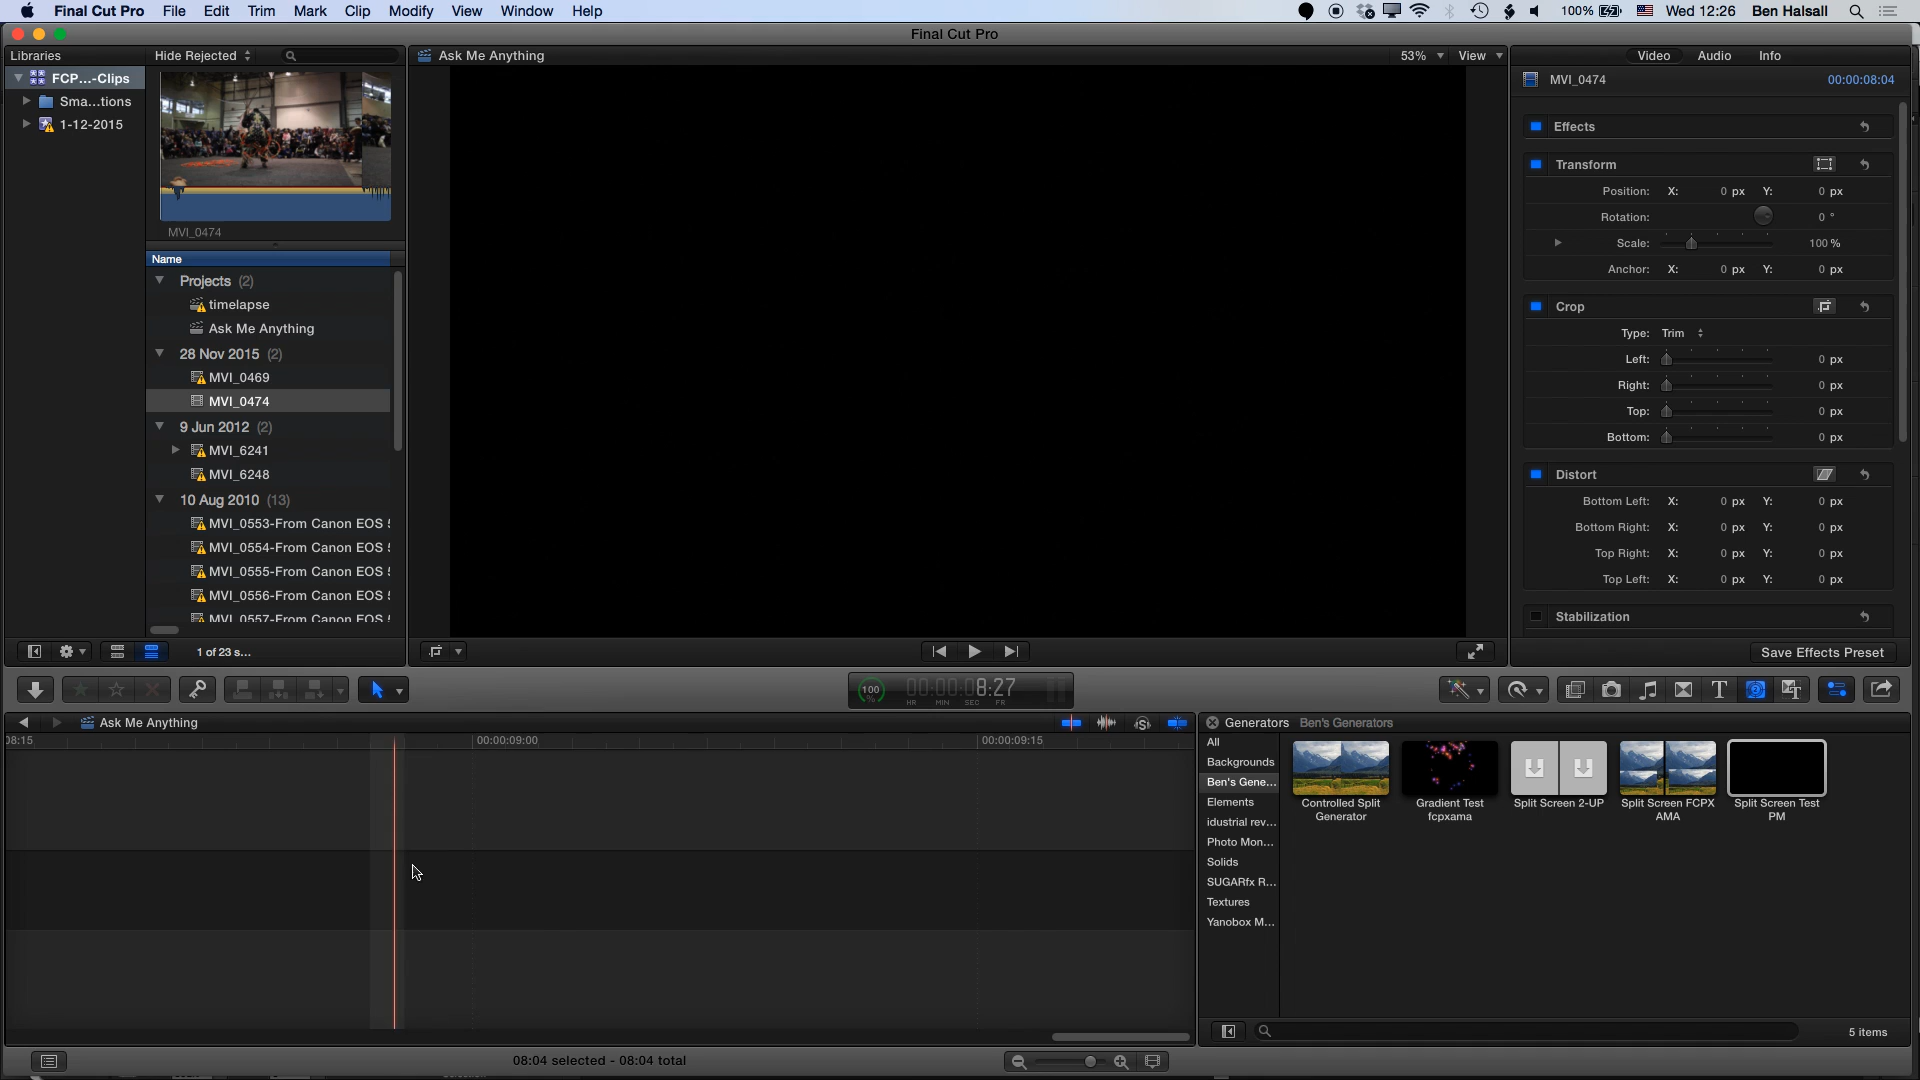 Final Cut Pro File Edit Trim Mark Clip Modify View Window Help 100% Wed 12:26 Ben Halsall
Final Cut Pro
Libraries Hide Rejected Ask Me Anything 53% View Video Audio Info
FCP...-Clips
Sma...tions
1-12-2015
MVI_0474
Name
Projects (2)
timelapse
Ask Me Anything
28 Nov 2015 (2)
MVI_0469
MVI_0474
9 Jun 2012 (2)
MVI_6241
MVI_6248
10 Aug 2010 (13)
MVI_0553-From Canon EOS
MVI_0554-From Canon EOS
MVI_0555-From Canon EOS
MVI_0556-From Canon EOS
MVI_0557-From Canon EOS
1 of 23 s...
MVI_0474 00:00:08:04
Effects
Transform
Position: X: 0 px Y: 0 px
Rotation: 0 °
Scale: 100 %
Anchor: X: 0 px Y: 0 px
Crop
Type: Trim
Left: 0 px
Right: 0 px
Top: 0 px
Bottom: 0 px
Distort
Bottom Left: X: 0 px Y: 0 px
Bottom Right: X: 0 px Y: 0 px
Top Right: X: 0 px Y: 0 px
Top Left: X: 0 px Y: 0 px
Stabilization
Save Effects Preset
100 % 00:00:08:27
HR MIN SEC FR
Ask Me Anything
08:15 00:00:09:00 00:00:09:15
Generators Ben's Generators
All
Backgrounds
Ben's Gene...
Elements
idustrial rev...
Photo Mon...
Solids
SUGARfx R...
Textures
Yanobox M...
Controlled Split Generator
Gradient Test fcpxama
Split Screen 2-UP
Split Screen FCPX AMA
Split Screen Test PM
5 items
08:04 selected - 08:04 total